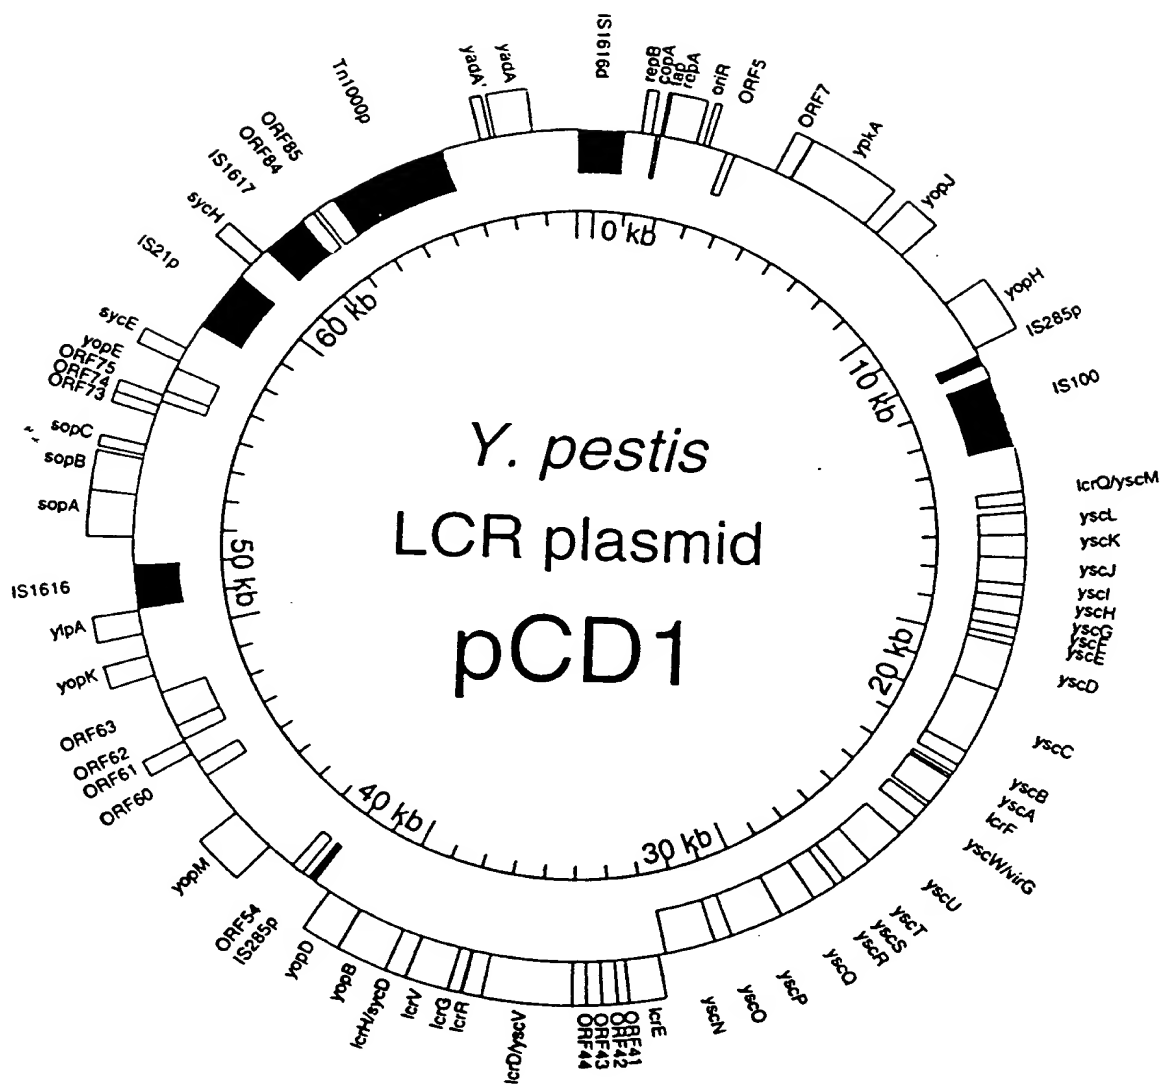 Y. pestis
LCR plasmid
pCD1
0 kb
10 kb
20 kb
30 kb
40 kb
50 kb
60 kb
IS1616p
repB
copA
tap
repA
oriR
ORF5
ORF7
ypkA
yopJ
yopH
IS285p
IS100
lcrQ/yscM
yscL
yscK
yscJ
yscI
yscH
yscG
yscF
yscE
yscD
yscC
yscB
yscA
lcrF
yscW/virG
yscU
yscT
yscS
yscR
yscQ
yscP
yscO
yscN
lcrE
ORF41
ORF42
ORF43
ORF44
lcrD/yscV
lcrR
lcrG
lcrV
lcrH/sycD
yopB
yopD
IS285p
ORF54
yopM
ORF60
ORF61
ORF62
ORF63
yopK
ylpA
IS1616
sopA
sopB
sopC
ORF73
ORF74
ORF75
yopE
sycE
IS21p
sycH
IS1617
ORF84
ORF85
Tn1000p
yadA'
yadA